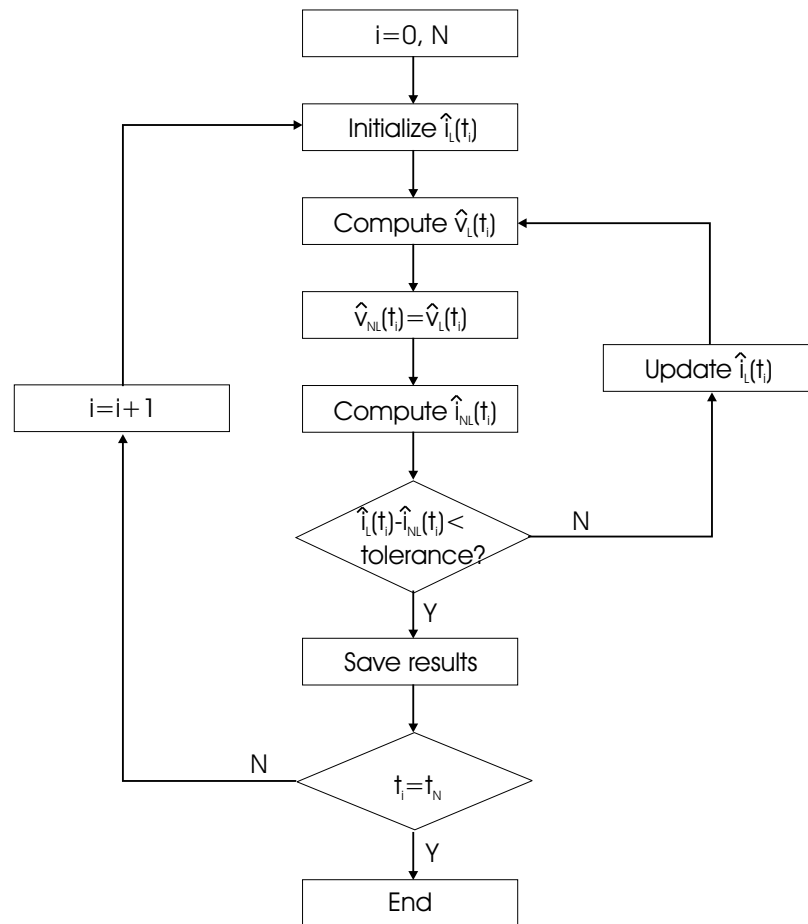 i=0, N
Initialize î_L(t_i)
Compute v̂_L(t_i)
v̂_NL(t_i)=v̂_L(t_i)
Update î_L(t_i)
i=i+1
Compute î_NL(t_i)
î_L(t_i)-î_NL(t_i)<
tolerance?
N
Y
Save results
N
t_i=t_N
Y
End